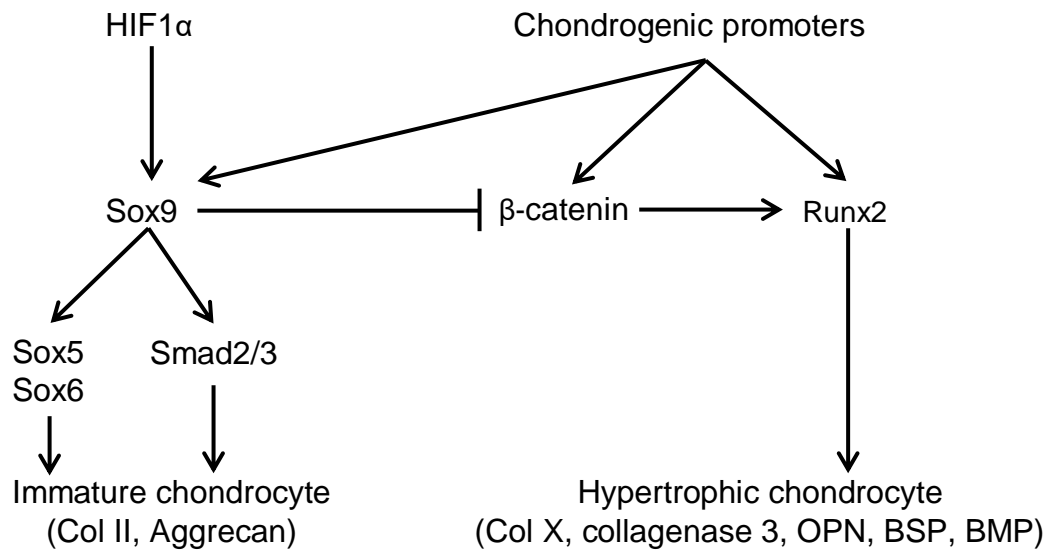 HIF1α
Chondrogenic promoters
Sox9
β-catenin
Runx2
Sox5
Sox6
Smad2/3
Immature chondrocyte
(Col II, Aggrecan)
Hypertrophic chondrocyte
(Col X, collagenase 3, OPN, BSP, BMP)